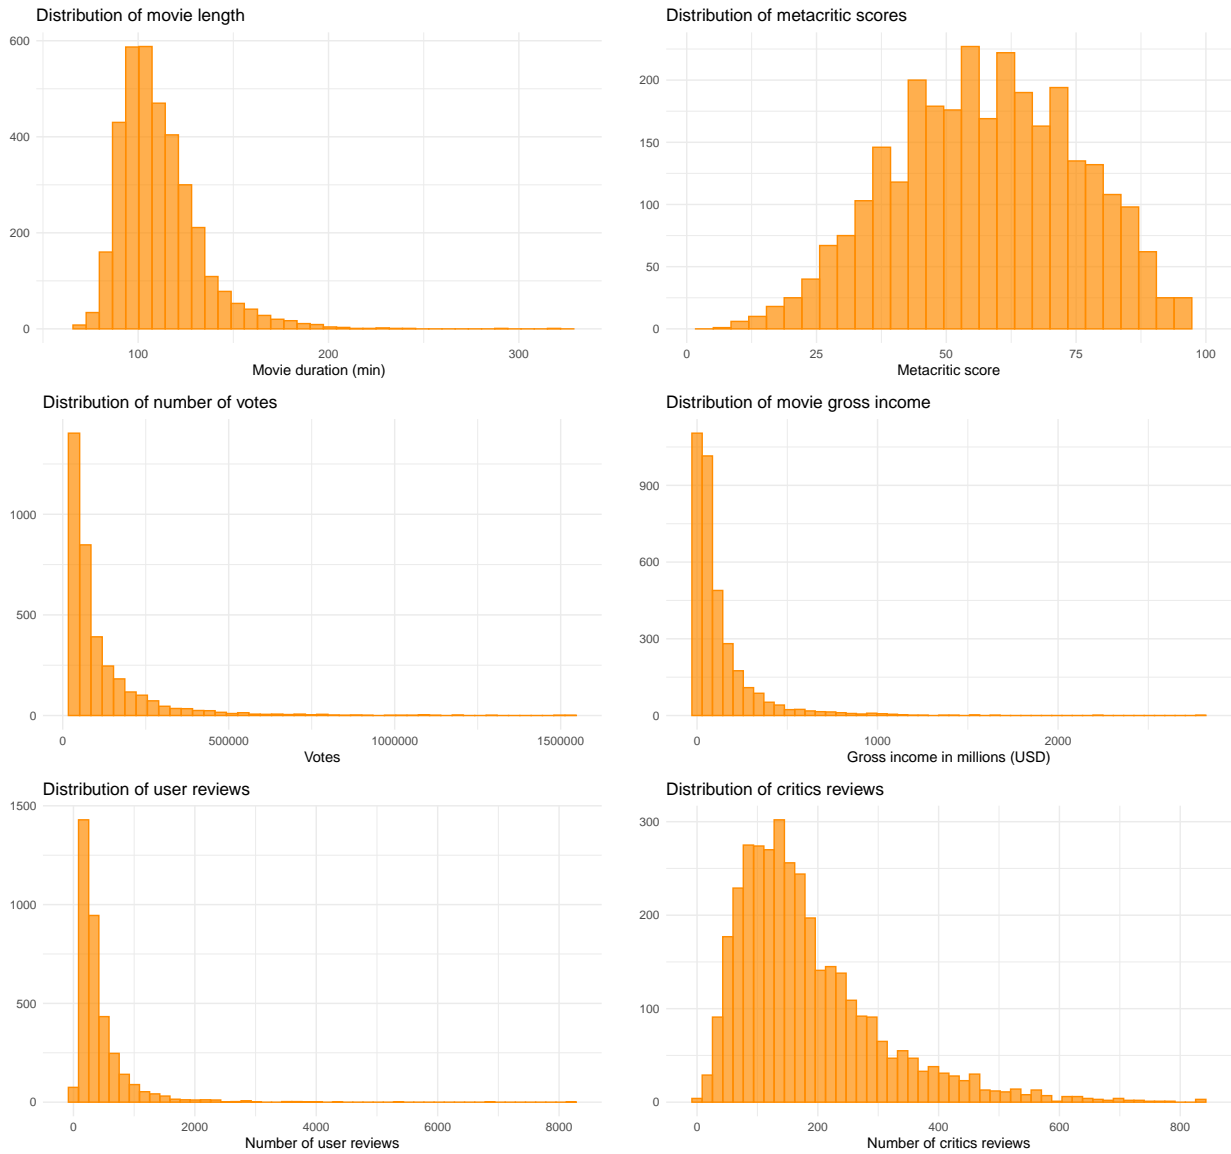 Distribution of movie length
600
400
200
0
100 200 300
Movie duration (min)
Distribution of metacritic scores
200
150
100
50
0
0 25 50 75 100
Metacritic score
Distribution of number of votes
1000
500
0
0 500000 1000000 1500000
Votes
Distribution of movie gross income
900
600
300
0
0 1000 2000
Gross income in millions (USD)
Distribution of user reviews
1500
1000
500
0
0 2000 4000 6000 8000
Number of user reviews
Distribution of critics reviews
300
200
100
0
0 200 400 600 800
Number of critics reviews